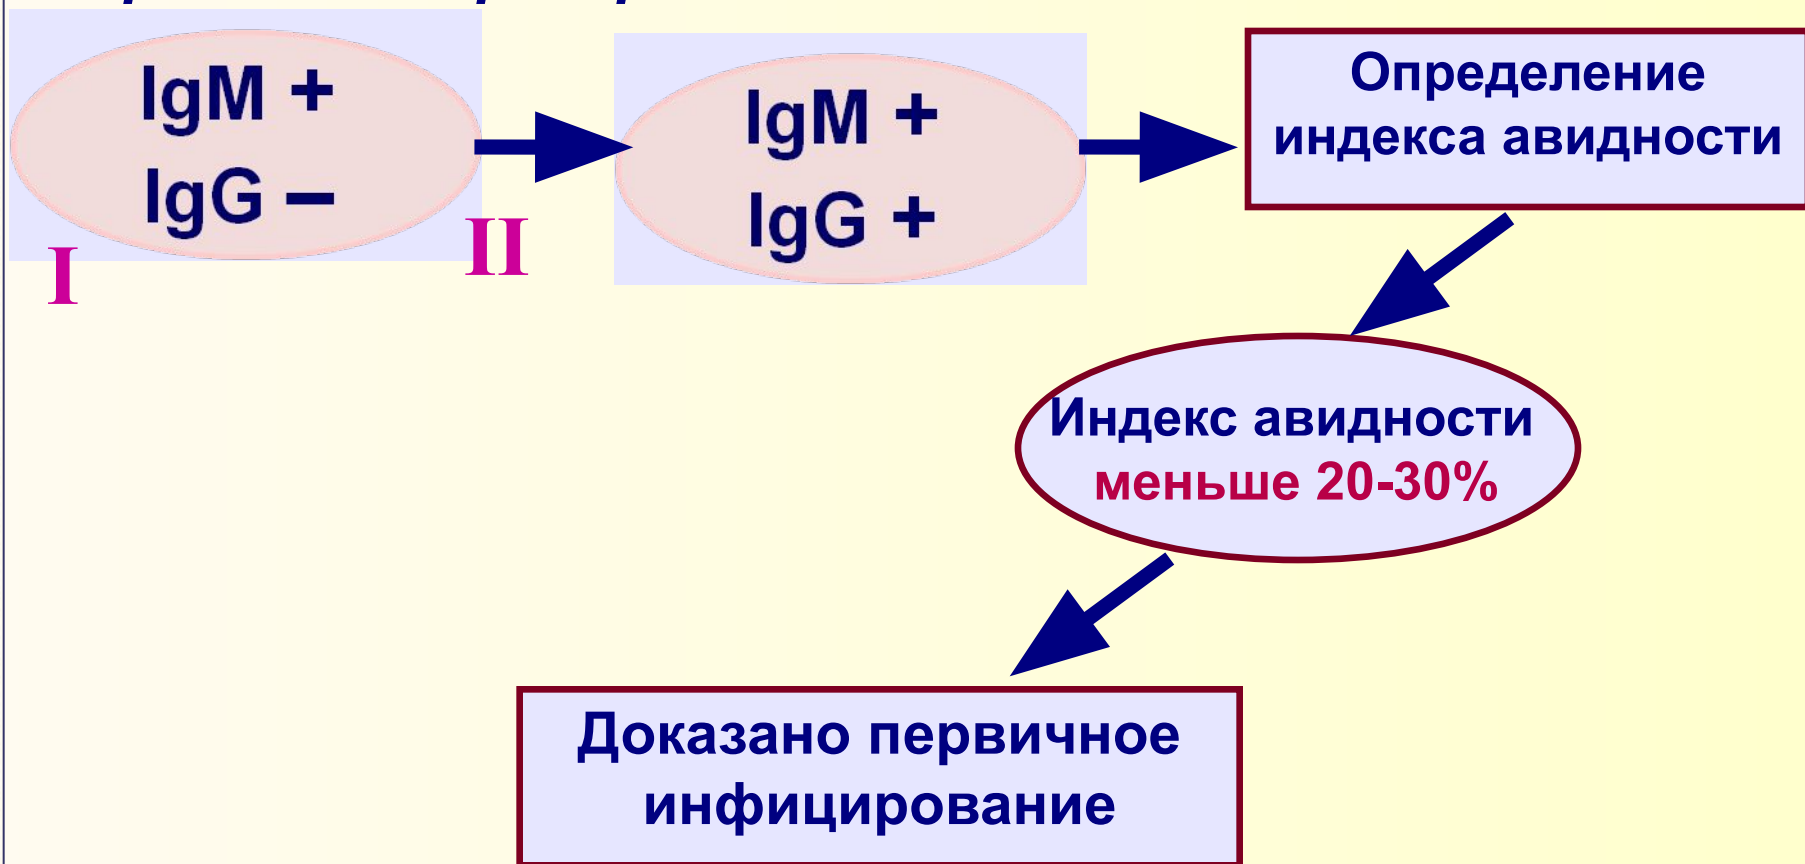 IgM +
IgG –
I
II
IgM +
IgG +
Определение
индекса авидности
Индекс авидности
меньше 20-30%
Доказано первичное
инфицирование